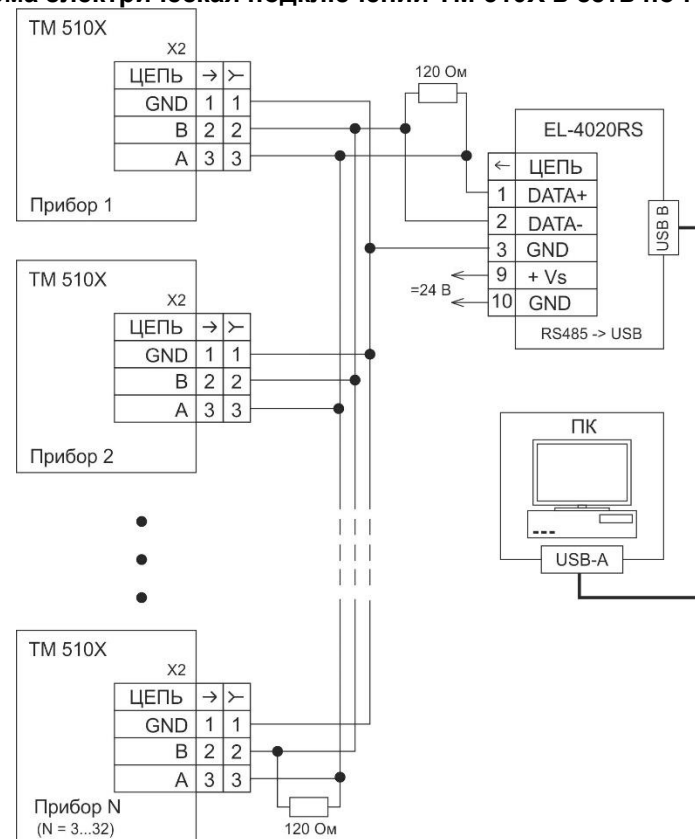 TM 510X
X2
ЦЕПЬ
GND 1 1
B 2 2
A 3 3
Прибор 1
120 Ом
EL-4020RS
← ЦЕПЬ
1 DATA+
2 DATA-
3 GND
9 + Vs
10 GND
=24 В
RS485 -> USB
USB B
TM 510X
X2
ЦЕПЬ
GND 1 1
B 2 2
A 3 3
Прибор 2
ПК
USB-A
TM 510X
X2
ЦЕПЬ
GND 1 1
B 2 2
A 3 3
Прибор N
(N = 3...32)
120 Ом